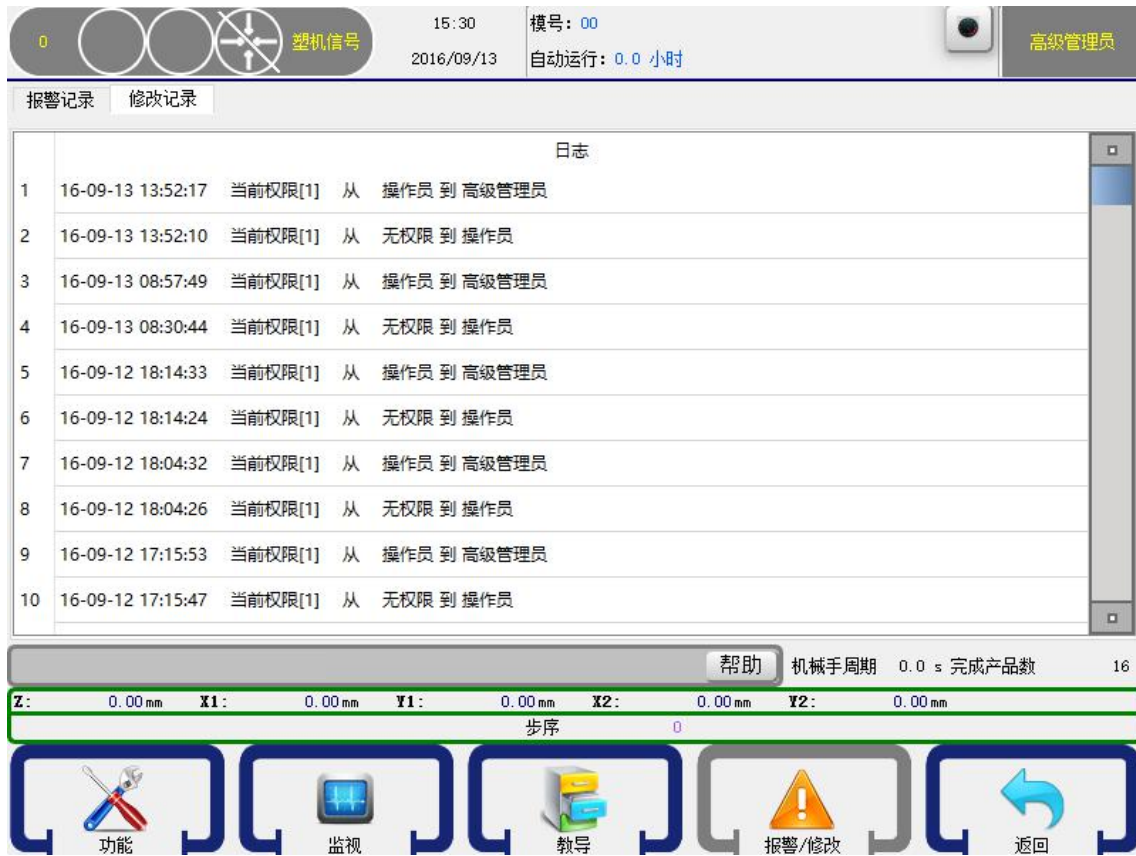 0 塑机信号 15:30 模号: 00 高级管理员
2016/09/13 自动运行: 0.0 小时
报警记录 修改记录
日志
1 16-09-13 13:52:17 当前权限[1] 从 操作员 到 高级管理员
2 16-09-13 13:52:10 当前权限[1] 从 无权限 到 操作员
3 16-09-13 08:57:49 当前权限[1] 从 操作员 到 高级管理员
4 16-09-13 08:30:44 当前权限[1] 从 无权限 到 操作员
5 16-09-12 18:14:33 当前权限[1] 从 操作员 到 高级管理员
6 16-09-12 18:14:24 当前权限[1] 从 无权限 到 操作员
7 16-09-12 18:04:32 当前权限[1] 从 操作员 到 高级管理员
8 16-09-12 18:04:26 当前权限[1] 从 无权限 到 操作员
9 16-09-12 17:15:53 当前权限[1] 从 操作员 到 高级管理员
10 16-09-12 17:15:47 当前权限[1] 从 无权限 到 操作员
帮助 机械手周期 0.0 s 完成产品数 16
Z: 0.00mm X1: 0.00mm Y1: 0.00mm X2: 0.00mm Y2: 0.00mm
步序 0
功能 监视 教导 报警/修改 返回